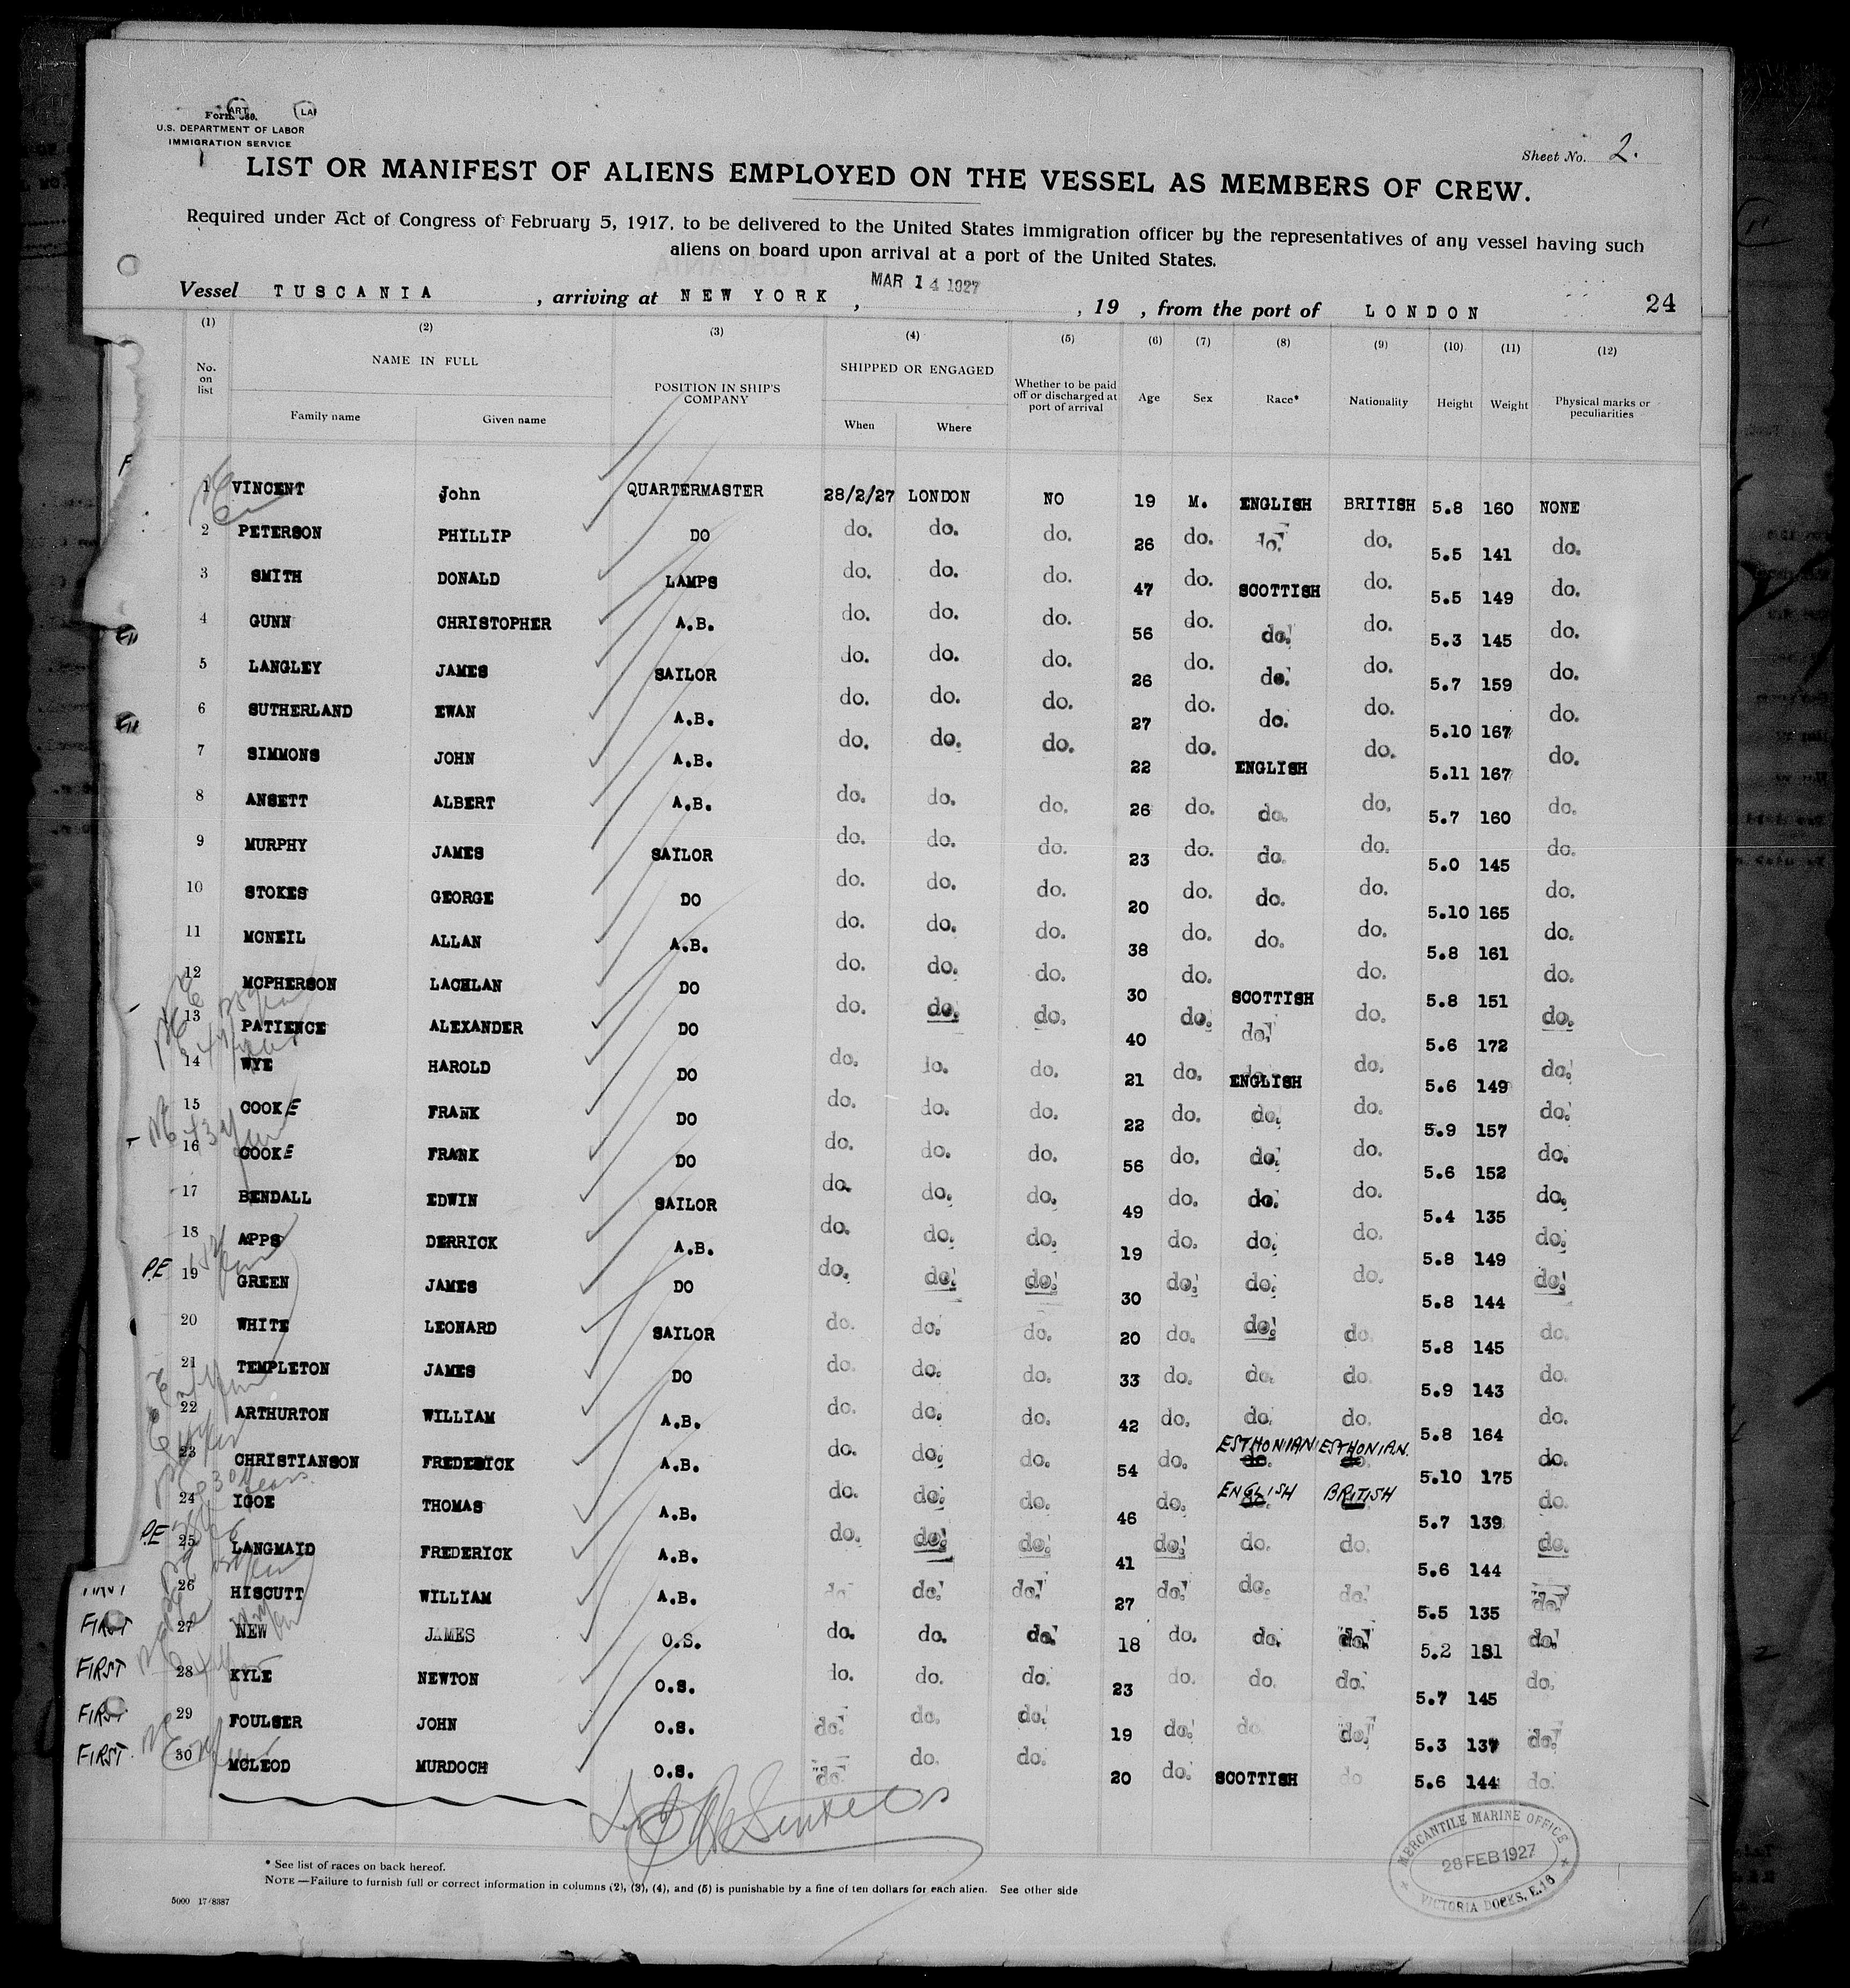 Form 680.
U.S. DEPARTMENT OF LABOR
IMMIGRATION SERVICE
Sheet No. 2.
LIST OR MANIFEST OF ALIENS EMPLOYED ON THE VESSEL AS MEMBERS OF CREW.
Required under Act of Congress of February 5, 1917, to be delivered to the United States immigration officer by the representatives of any vessel having such
aliens on board upon arrival at a port of the United States.
Vessel TUSCANIA, arriving at NEW YORK, MAR 14 1927, 19 , from the port of LONDON 24
(1) (2) (3) (4) (5) (6) (7) (8) (9) (10) (11) (12)
No. on list NAME IN FULL Family name Given name POSITION IN SHIP'S COMPANY SHIPPED OR ENGAGED When Where Whether to be paid off or discharged at port of arrival Age Sex Race* Nationality Height Weight Physical marks or peculiarities
1 VINCENT John QUARTERMASTER 28/2/27 LONDON NO 19 M. ENGLISH BRITISH 5.8 160 NONE
2 PETERSON PHILLIP DO do. do. do. 26 do. do. do. 5.5 141 do.
3 SMITH DONALD LAMPS do. do. do. 47 do. SCOTTISH do. 5.5 149 do.
4 GUNN CHRISTOPHER A.B. do. do. do. 56 do. do. do. 5.3 145 do.
5 LANGLEY JAMES SAILOR do. do. do. 26 do. do. do. 5.7 159 do.
6 SUTHERLAND EWAN A.B. do. do. do. 27 do. do. do. 5.10 167 do.
7 SIMMONS JOHN A.B. do. do. do. 22 do. ENGLISH do. 5.11 167 do.
8 ANSETT ALBERT A.B. do. do. do. 26 do. do. do. 5.7 160 do.
9 MURPHY JAMES SAILOR do. do. do. 23 do. do. do. 5.0 145 do.
10 STOKES GEORGE DO do. do. do. 20 do. do. do. 5.10 165 do.
11 MCNEIL ALLAN A.B. do. do. do. 38 do. do. do. 5.8 161 do.
12 MCPHERSON LACHLAN DO do. do. do. 30 do. SCOTTISH do. 5.8 151 do.
13 PATIENCE ALEXANDER DO do. do. do. 40 do. do. do. 5.6 172 do.
14 WYE HAROLD DO do. do. do. 21 do. ENGLISH do. 5.6 149 do.
15 COOKE FRANK DO do. do. do. 22 do. do. do. 5.9 157 do.
16 COOKE FRANK DO do. do. do. 56 do. do. do. 5.6 152 do.
17 BENDALL EDWIN SAILOR do. do. do. 49 do. do. do. 5.4 135 do.
18 APPS DERRICK A.B. do. do. do. 19 do. do. do. 5.8 149 do.
P.E 19 GREEN JAMES DO do. do. do. 30 do. do. do. 5.8 144 do.
20 WHITE LEONARD SAILOR do. do. do. 20 do. do. do. 5.8 145 do.
21 TEMPLETON JAMES DO do. do. do. 33 do. do. do. 5.9 143 do.
22 ARTHURTON WILLIAM A.B. do. do. do. 42 do. do. do. 5.8 164 do.
23 CHRISTIANSON FREDERICK A.B. do. do. do. 54 do. ESTHONIAN ESTHONIAN. 5.10 175 do.
24 IGOE THOMAS A.B. do. do. do. 46 do. ENGLISH BRITISH 5.7 139 do.
P.E 25 LANGMAID FREDERICK A.B. do. do. do. 41 do. do. do. 5.6 144 do.
26 HISCUTT WILLIAM A.B. do. do. do. 27 do. do. do. 5.5 135 do.
FIRST 27 NEW JAMES O.S. do. do. do. 18 do. do. do. 5.2 131 do.
FIRST 28 KYLE NEWTON O.S. do. do. do. 23 do. do. do. 5.7 145 do.
FIRST 29 FOULSER JOHN O.S. do. do. do. 19 do. do. do. 5.3 137 do.
FIRST. 30 MCLEOD MURDOCH O.S. do. do. do. 20 do. SCOTTISH do 5.6 144 do.
MERCANTILE MARINE OFFICE
28 FEB 1927
VICTORIA DOCKS, E.16
* See list of races on back hereof.
NOTE.—Failure to furnish full or correct information in columns (2), (3), (4), and (5) is punishable by a fine of ten dollars for each alien. See other side
5000 17/8387